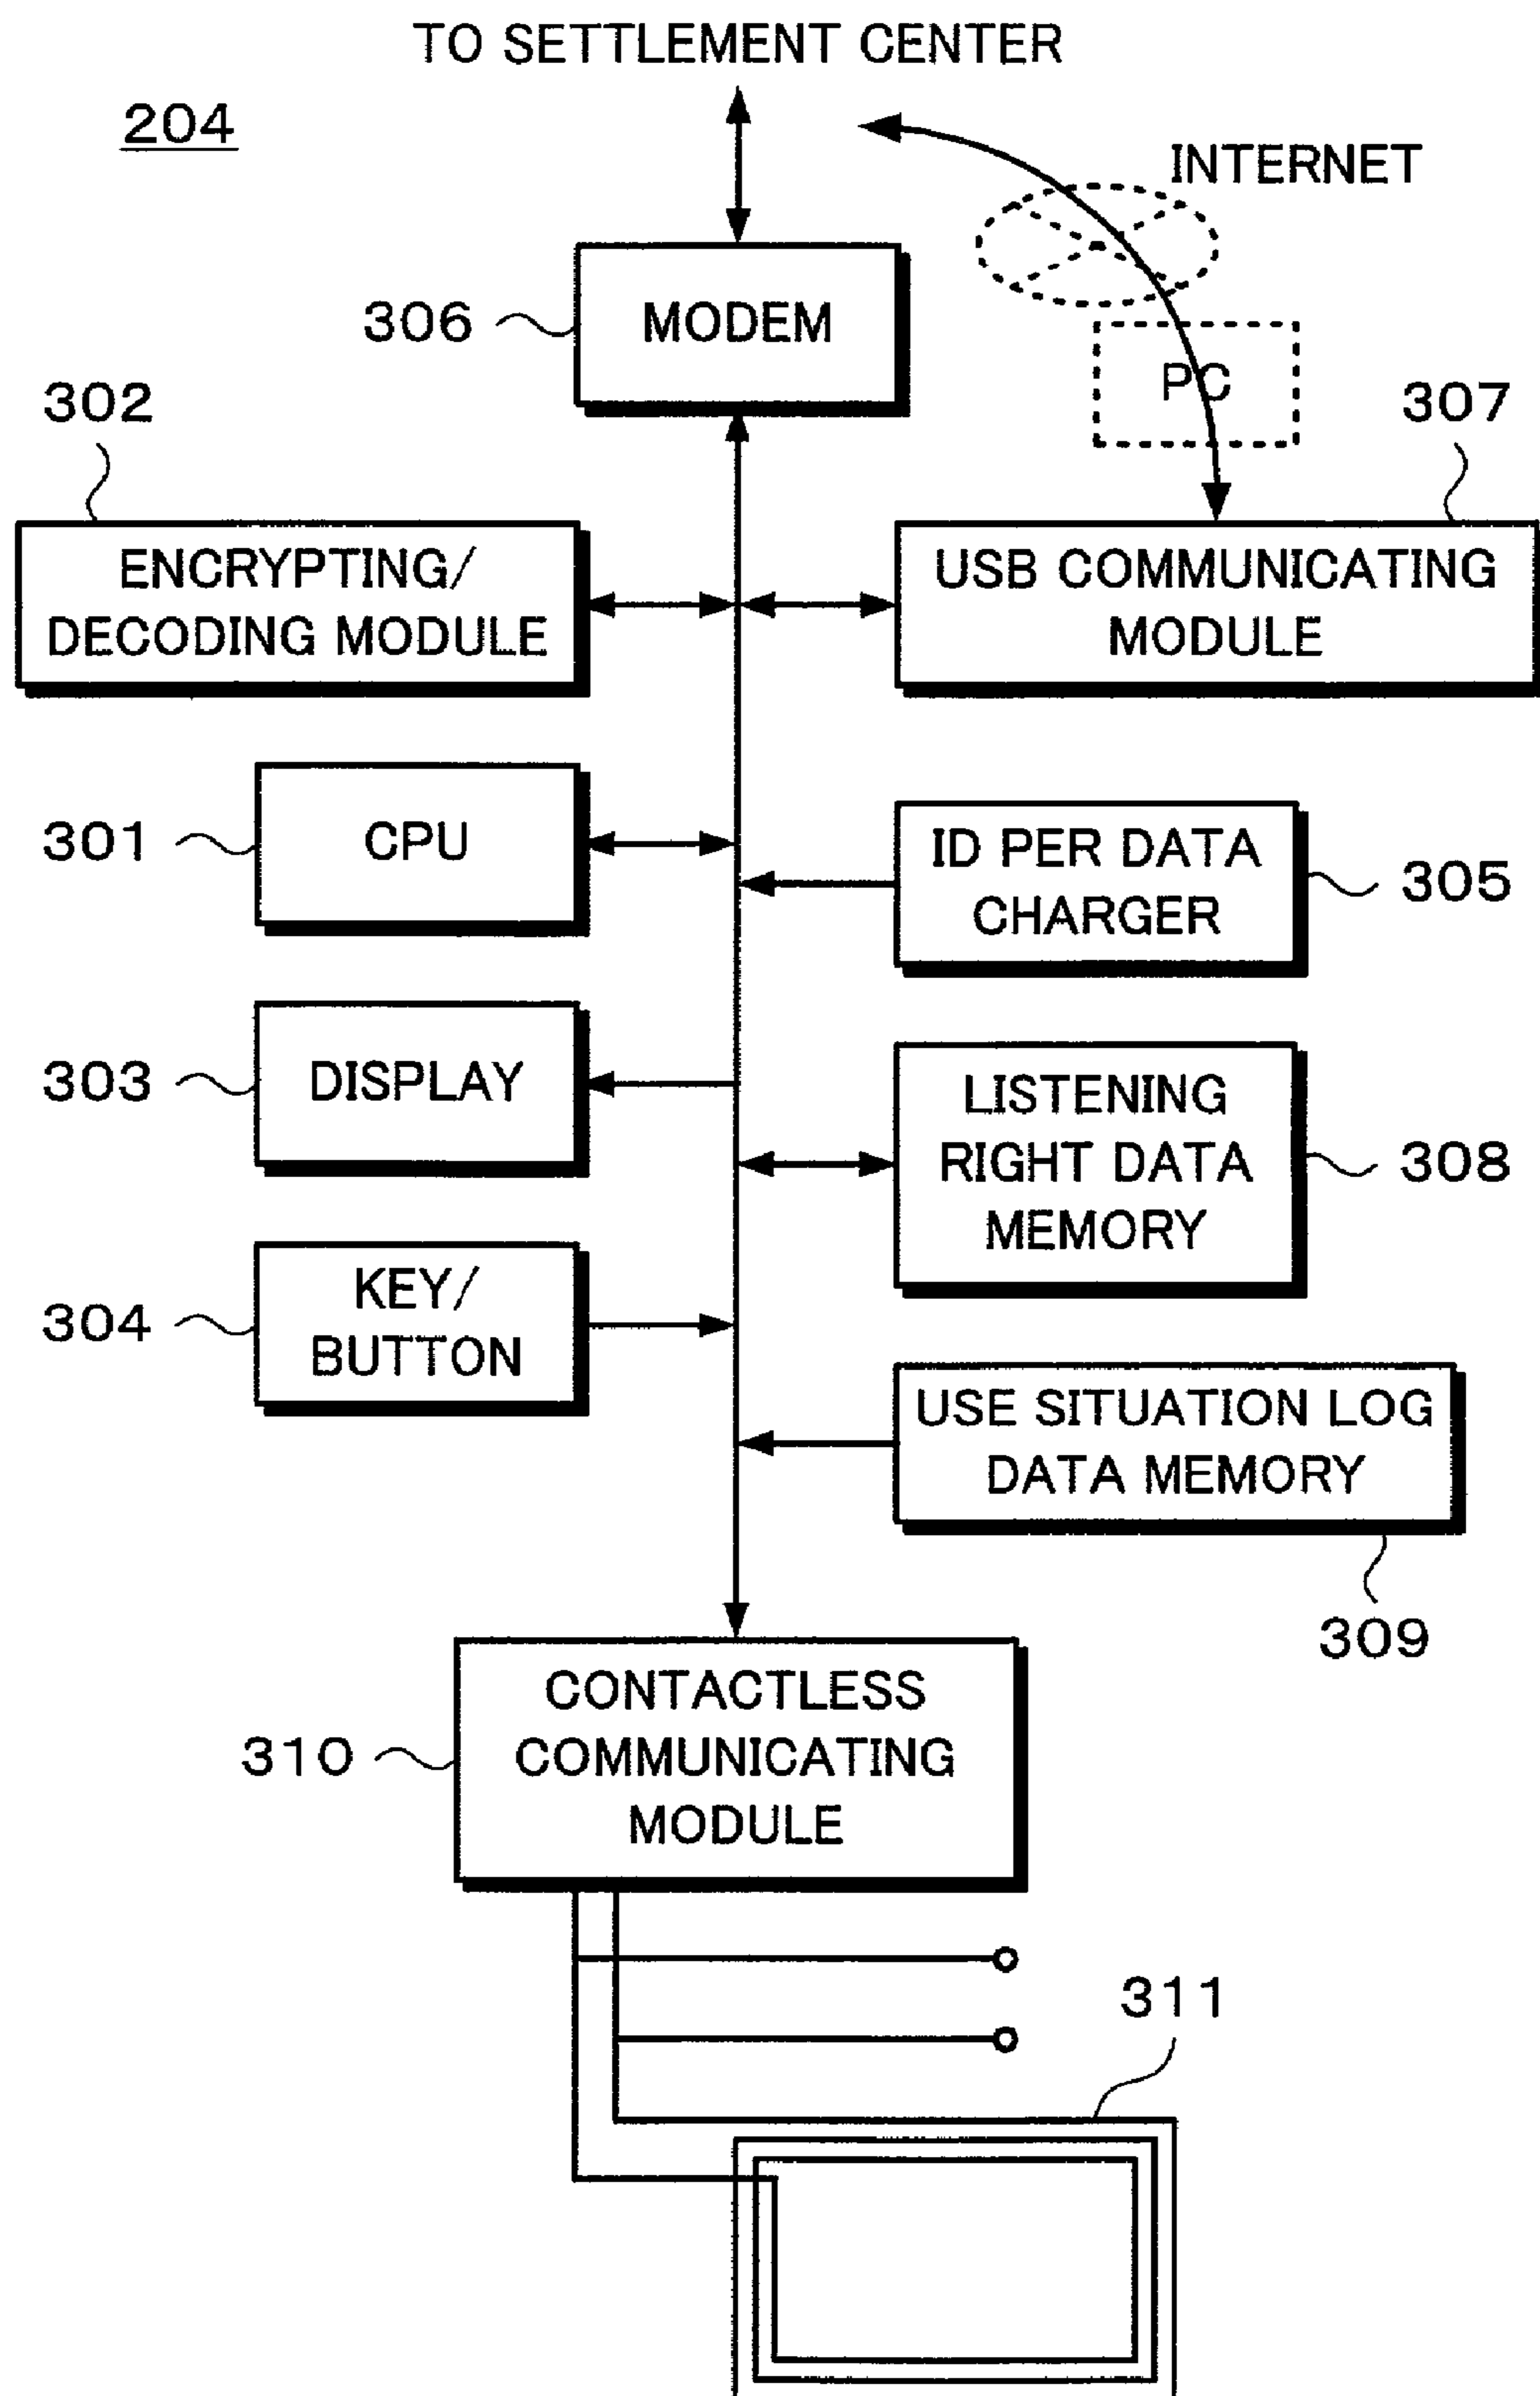 TO SETTLEMENT CENTER
204
INTERNET
306
MODEM
PC
302
307
ENCRYPTING/
DECODING MODULE
USB COMMUNICATING
MODULE
301
CPU
ID PER DATA
CHARGER
305
303
DISPLAY
LISTENING
RIGHT DATA
MEMORY
308
304
KEY/
BUTTON
USE SITUATION LOG
DATA MEMORY
309
CONTACTLESS
COMMUNICATING
MODULE
310
311